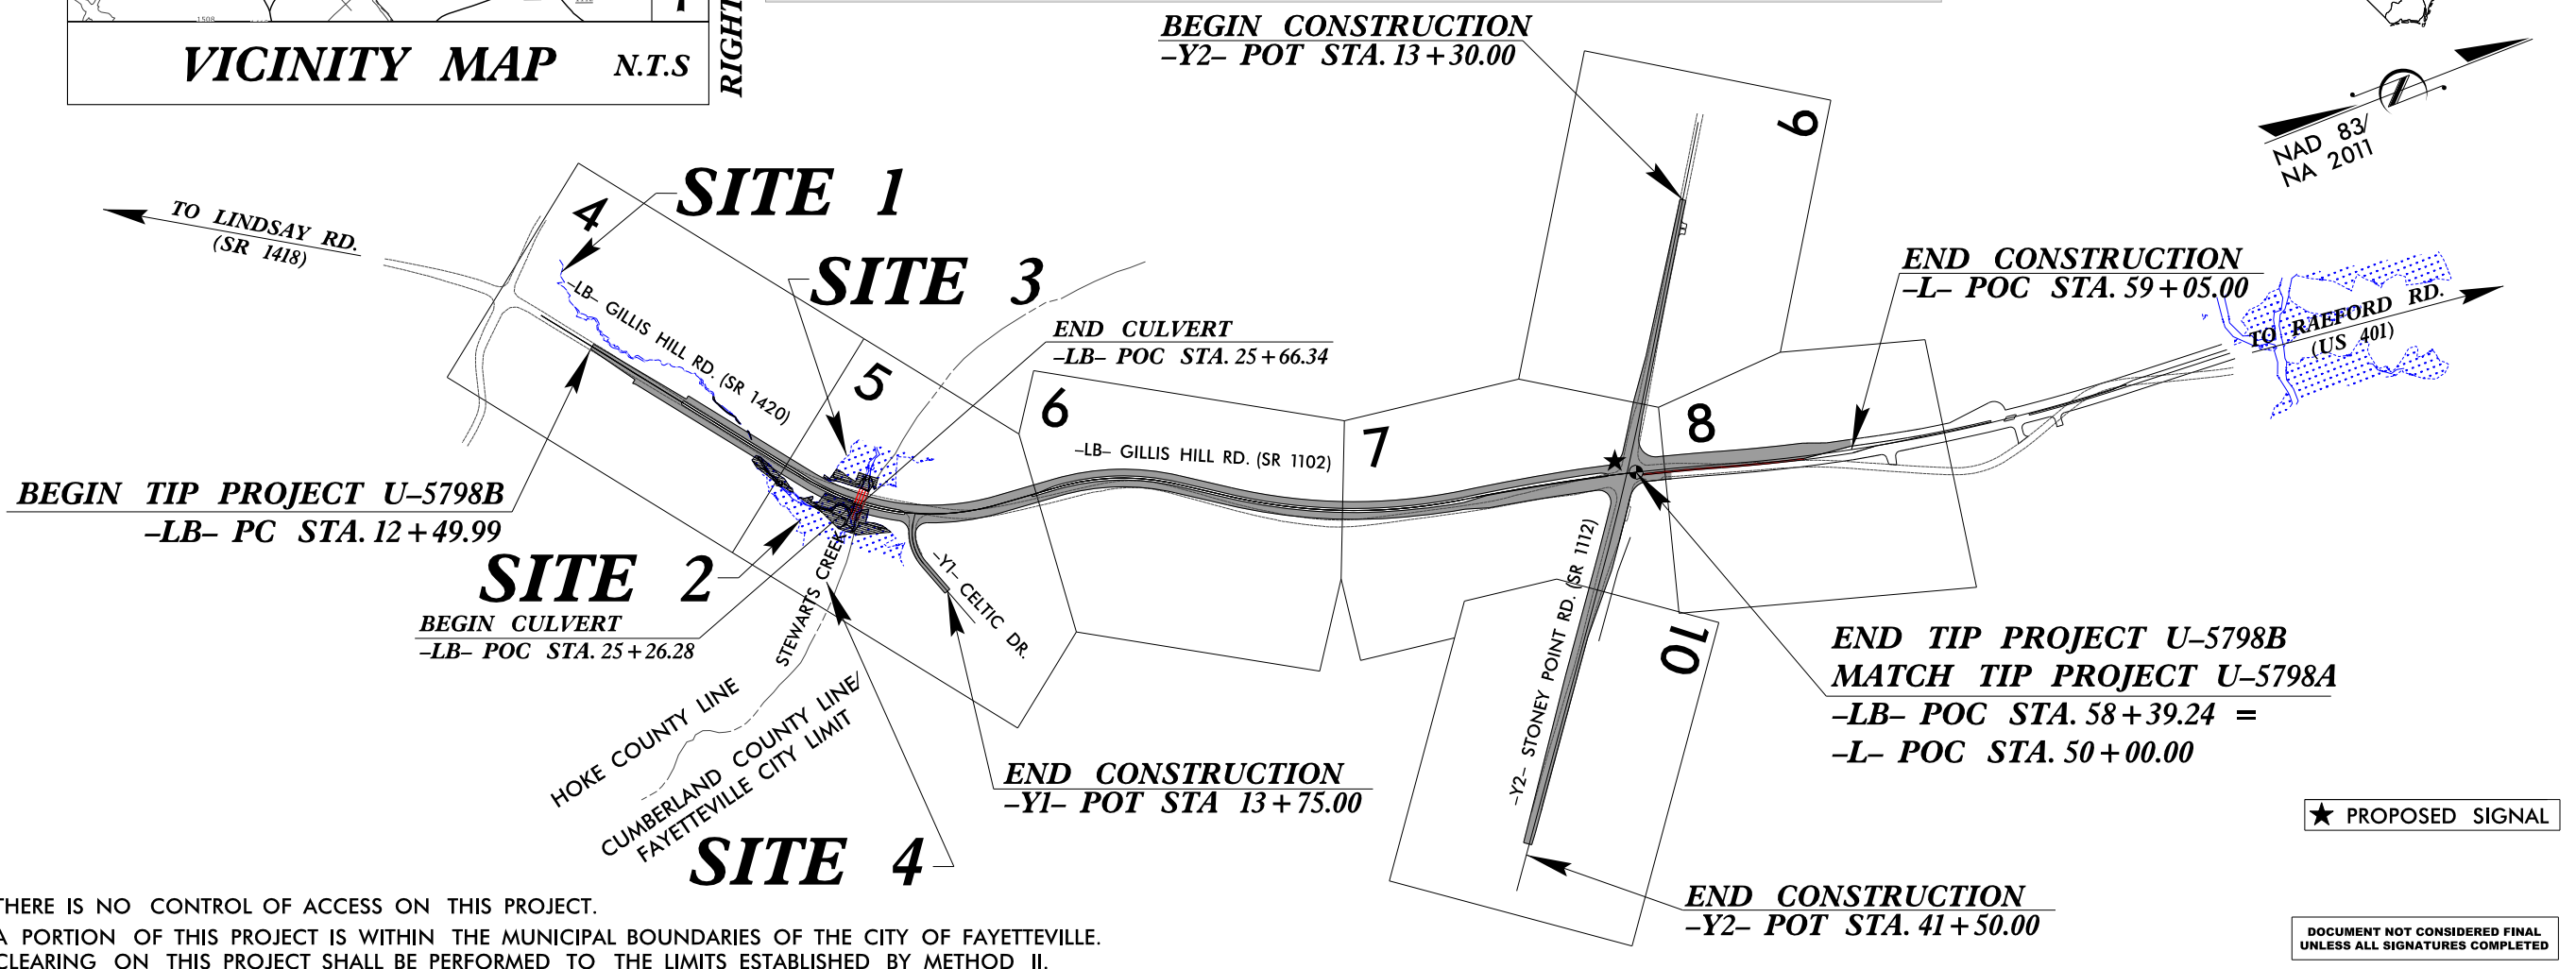 1508
VICINITY MAP N.T.S
RIGHT
BEGIN CONSTRUCTION
–Y2– POT STA. 13+30.00
NAD 83/
NA 2011
TO LINDSAY RD.
(SR 1418)
4
SITE 1
SITE 3
9
END CONSTRUCTION
–L– POC STA. 59+05.00
TO RAEFORD RD.
(US 401)
–LB– GILLIS HILL RD. (SR 1420)
END CULVERT
–LB– POC STA. 25+66.34
5
6
–LB– GILLIS HILL RD. (SR 1102)
7
8
BEGIN TIP PROJECT U–5798B
–LB– PC STA. 12+49.99
SITE 2
BEGIN CULVERT
–LB– POC STA. 25+26.28
STEWARTS CREEK
–Y1– CELTIC DR.
–Y2– STONEY POINT RD. (SR 1112)
10
END TIP PROJECT U–5798B
MATCH TIP PROJECT U–5798A
–LB– POC STA. 58+39.24 =
–L– POC STA. 50+00.00
HOKE COUNTY LINE
CUMBERLAND COUNTY LINE/
FAYETTEVILLE CITY LIMIT
END CONSTRUCTION
–Y1– POT STA 13+75.00
SITE 4
★ PROPOSED SIGNAL
END CONSTRUCTION
–Y2– POT STA. 41+50.00
THERE IS NO CONTROL OF ACCESS ON THIS PROJECT.
A PORTION OF THIS PROJECT IS WITHIN THE MUNICIPAL BOUNDARIES OF THE CITY OF FAYETTEVILLE.
CLEARING ON THIS PROJECT SHALL BE PERFORMED TO THE LIMITS ESTABLISHED BY METHOD II.
DOCUMENT NOT CONSIDERED FINAL
UNLESS ALL SIGNATURES COMPLETED